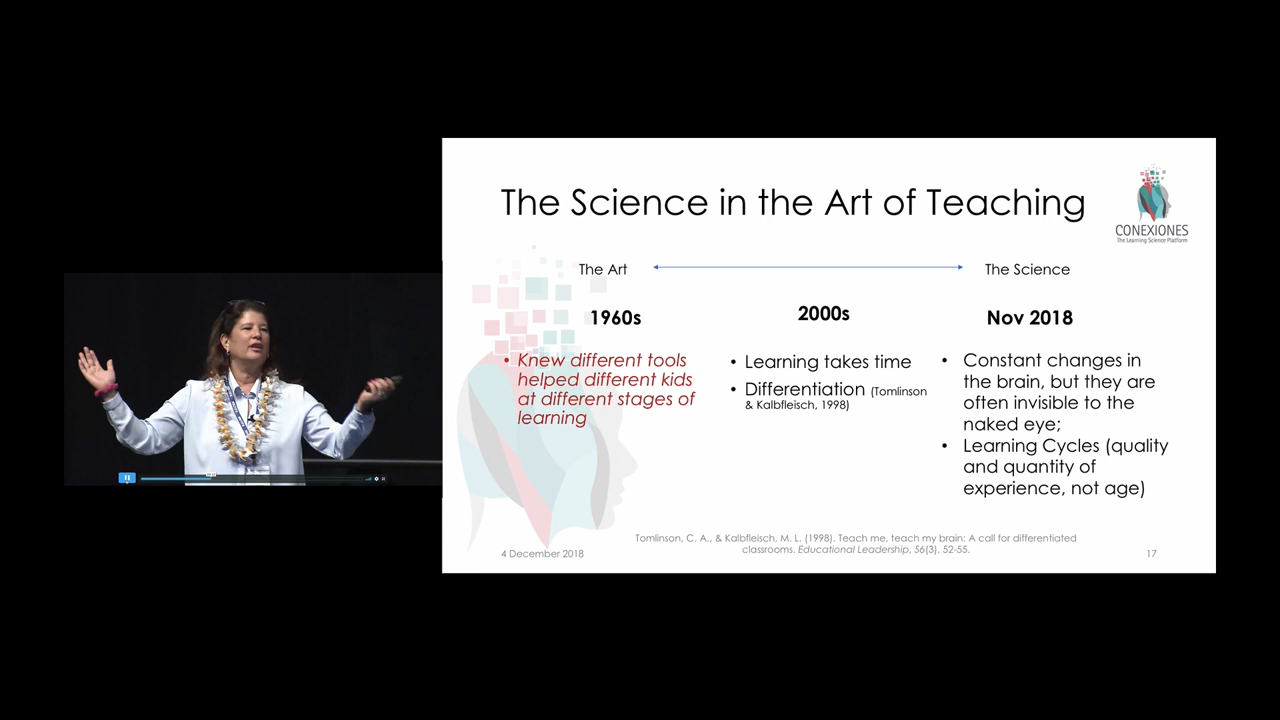 The Science in the Art of Teaching
CONEXIONES
The Learning Science Platform
The Art
The Science
1960s
2000s
Nov 2018
• Knew different tools
helped different kids
at different stages of
learning
• Learning takes time
• Differentiation (Tomlinson
& Kalbfleisch, 1998)
• Constant changes in
the brain, but they are
often invisible to the
naked eye;
• Learning Cycles (quality
and quantity of
experience, not age)
Tomlinson, C. A., & Kalbfleisch, M. L. (1998). Teach me, teach my brain: A call for differentiated
classrooms. Educational Leadership, 56(3), 52-55.
4 December 2018
17